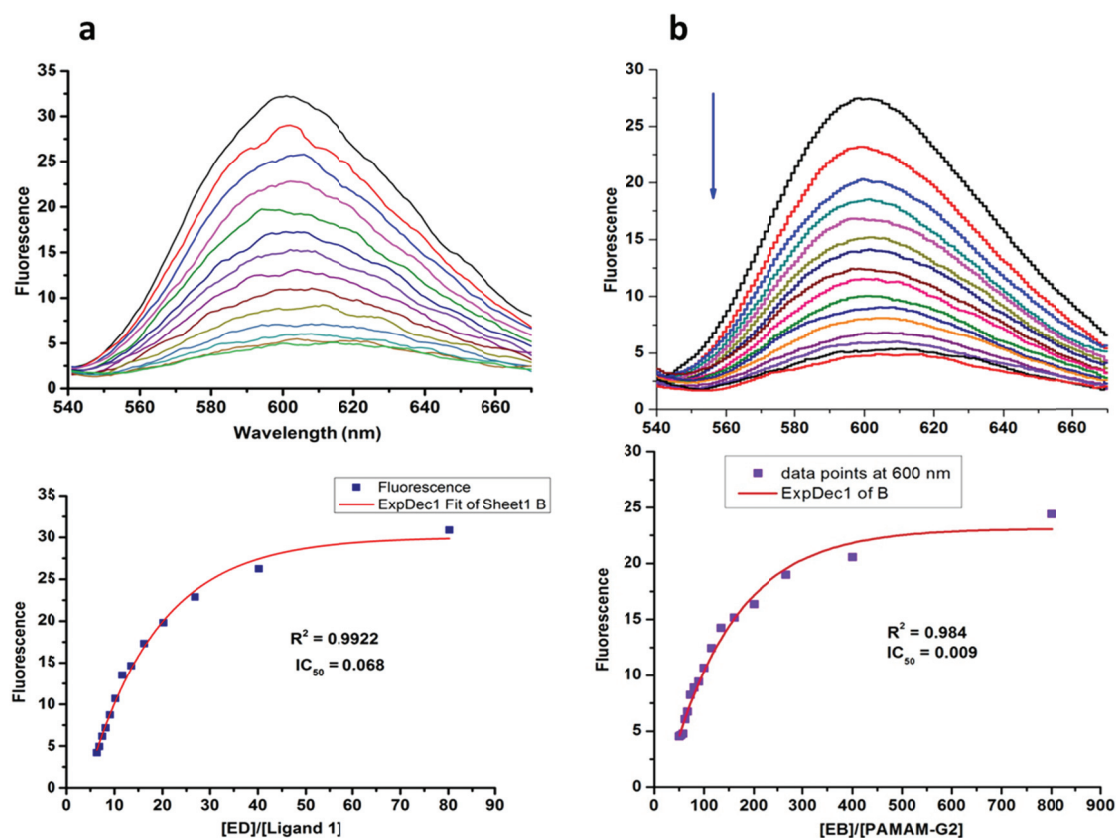 a
35
30
25
20
15
10
5
0
Fluorescence
540 560 580 600 620 640 660
Wavelength (nm)
b
30
25
20
15
10
5
0
Fluorescence
540 560 580 600 620 640 660
35
30
25
20
15
10
5
0
Fluorescence
Fluorescence
ExpDec1 Fit of Sheet1 B
R² = 0.9922
IC₅₀ = 0.068
0 10 20 30 40 50 60 70 80 90
[ED]/[Ligand 1]
30
25
20
15
10
5
0
Fluorescence
data points at 600 nm
ExpDec1 of B
R² = 0.984
IC₅₀ = 0.009
0 100 200 300 400 500 600 700 800 900
[EB]/[PAMAM-G2]